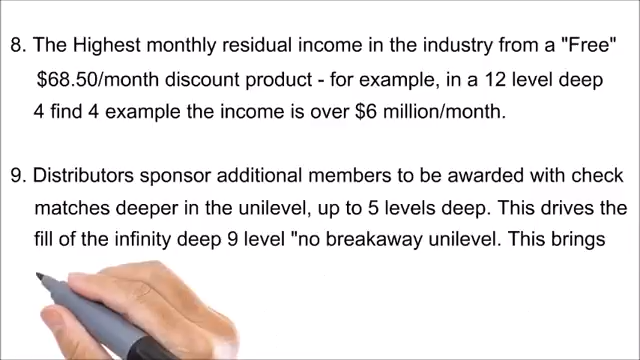 8. The Highest monthly residual income in the industry from a "Free"
$68.50/month discount product - for example, in a 12 level deep
4 find 4 example the income is over $6 million/month.
9. Distributors sponsor additional members to be awarded with check
matches deeper in the unilevel, up to 5 levels deep. This drives the
fill of the infinity deep 9 level "no breakaway unilevel. This brings